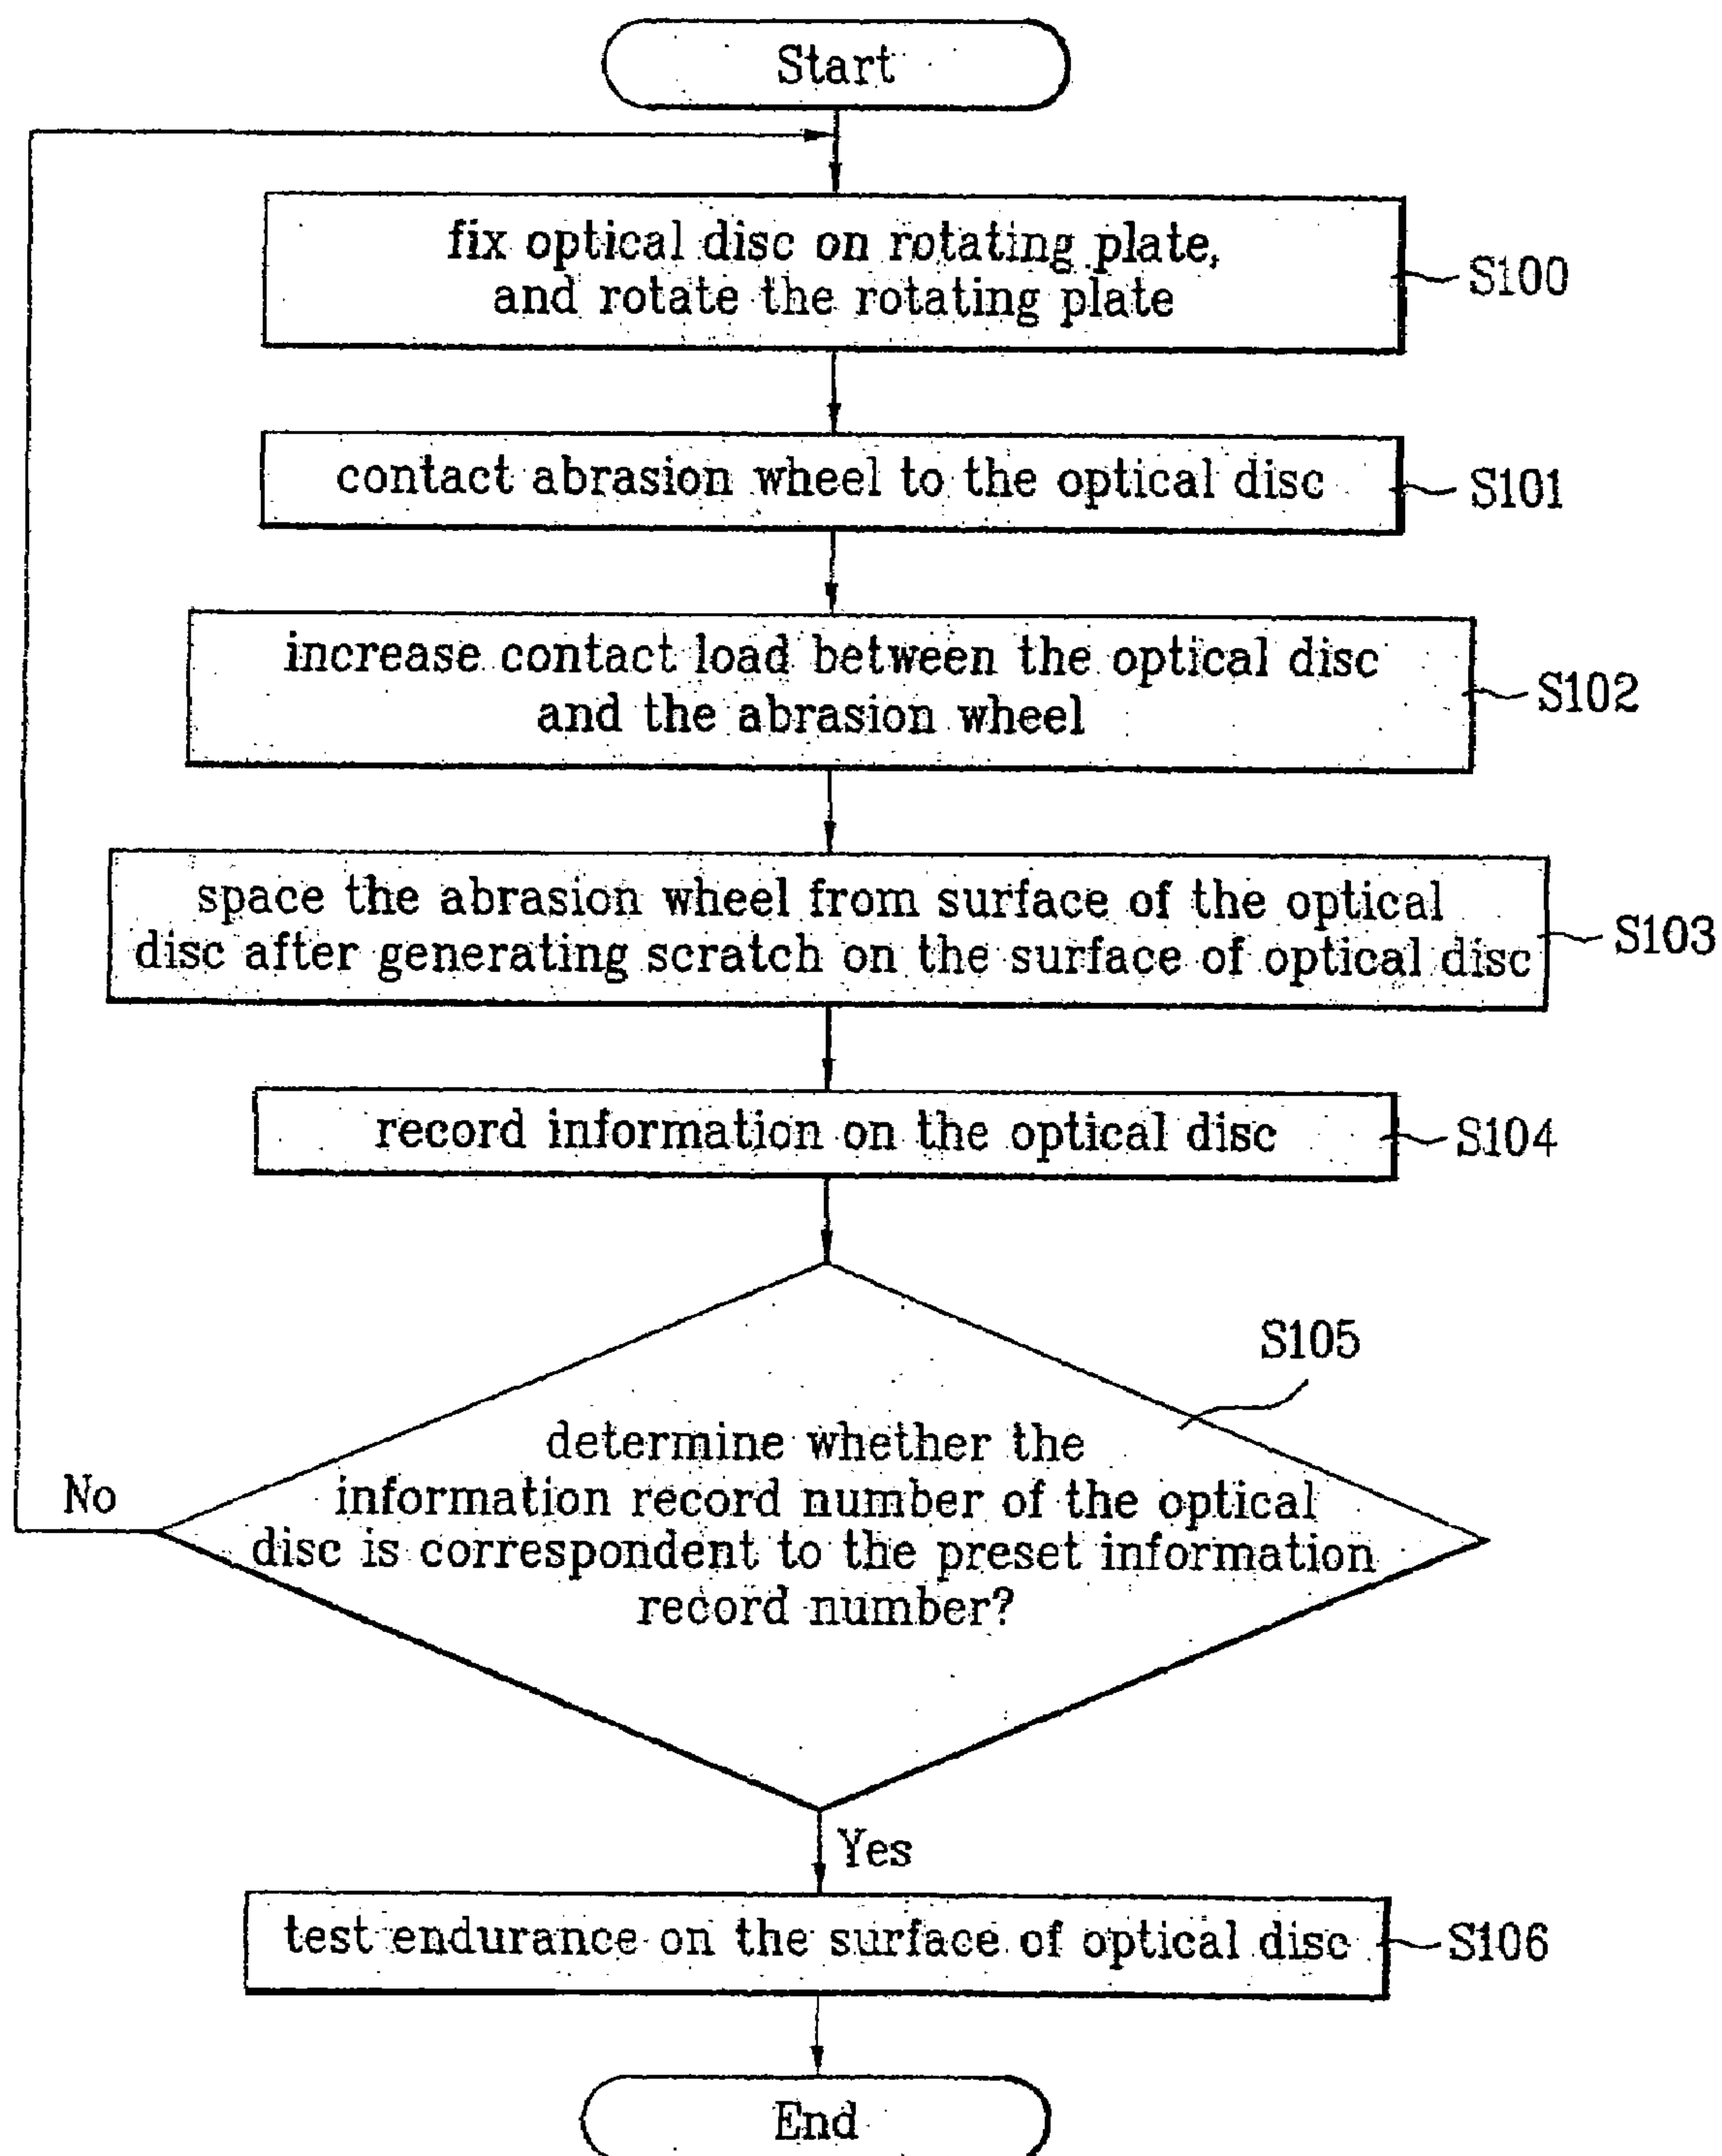 Start
fix optical disc on rotating plate,
and rotate the rotating plate
S100
contact abrasion wheel to the optical disc
S101
increase contact load between the optical disc
and the abrasion wheel
S102
space the abrasion wheel from surface of the optical
disc after generating scratch on the surface of optical disc
S103
record information on the optical disc
S104
S105
determine whether the
information record number of the optical
disc is correspondent to the preset information
record number?
No
Yes
test endurance on the surface of optical disc
S106
End